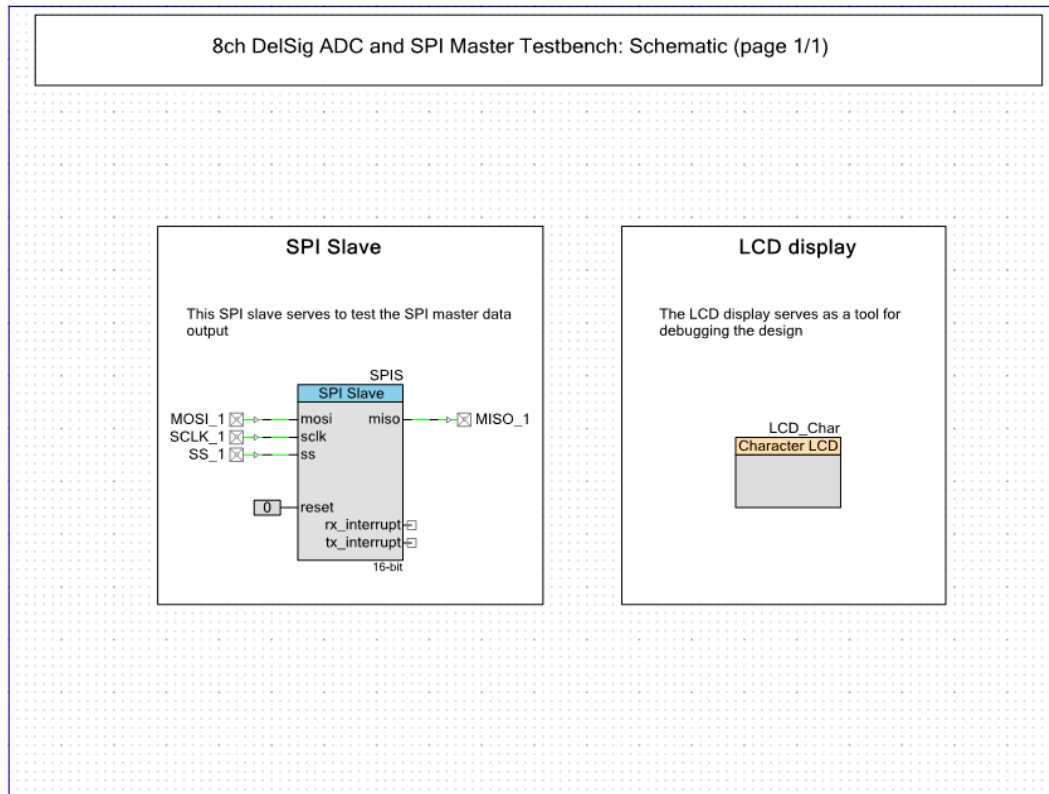 8ch DelSig ADC and SPI Master Testbench: Schematic (page 1/1)
SPI Slave
This SPI slave serves to test the SPI master data
output
SPIS
SPI Slave
MOSI_1 mosi miso MISO_1
SCLK_1 sclk
SS_1 ss
0 reset
rx_interrupt
tx_interrupt
16-bit
LCD display
The LCD display serves as a tool for
debugging the design
LCD_Char
Character LCD